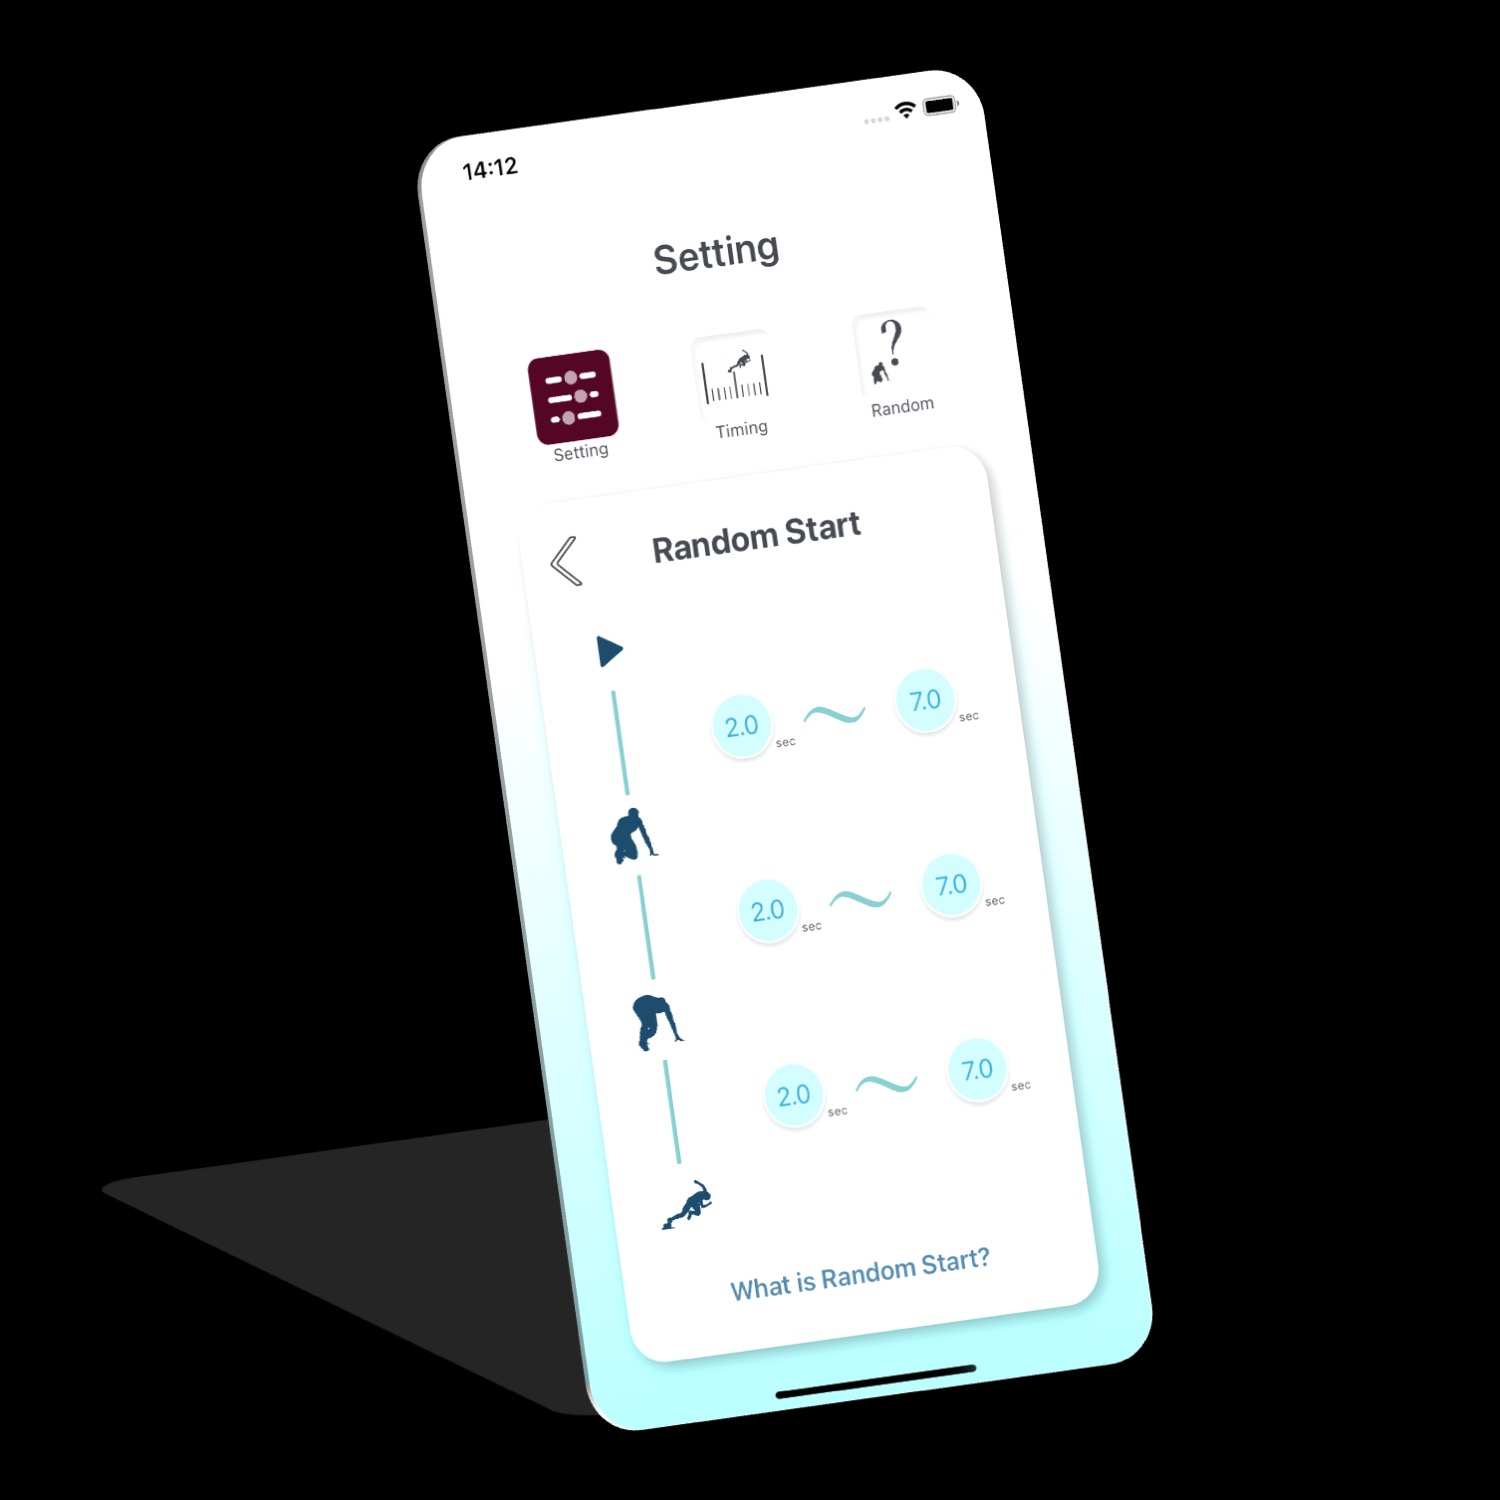 14:12
Setting
?
Setting
Timing
Random
Random Start
2.0 sec 7.0 sec
2.0 sec 7.0 sec
2.0 sec 7.0 sec
What is Random Start?